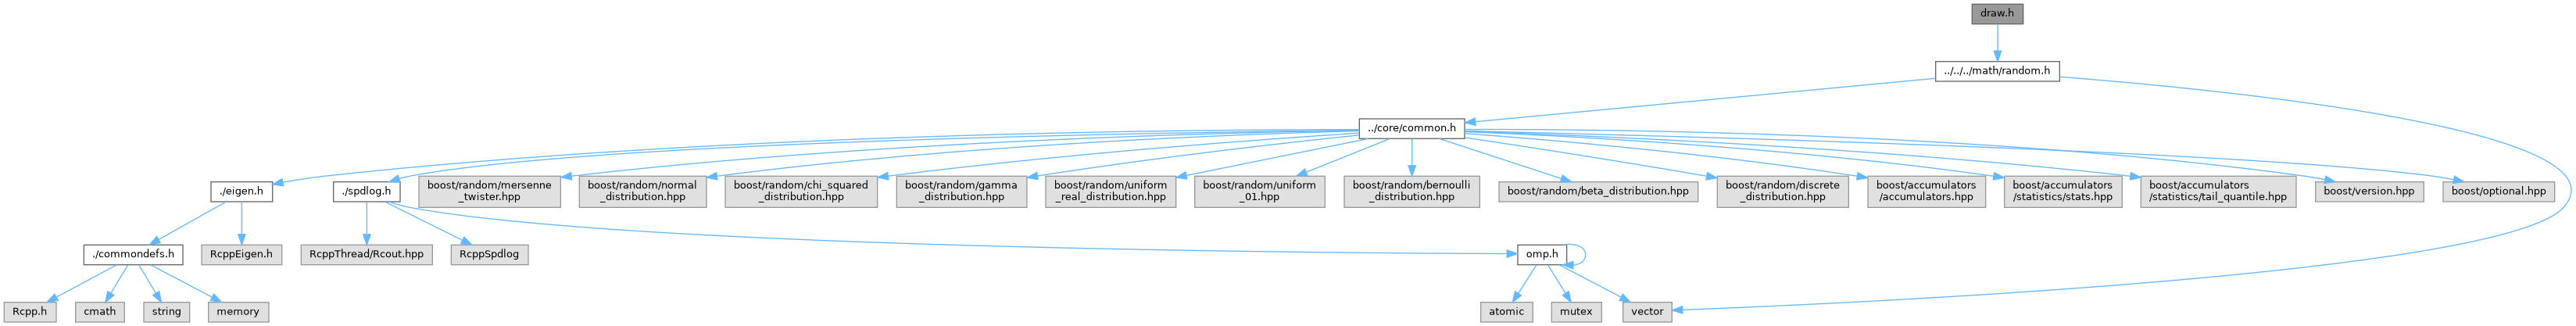 draw.h
../../../math/random.h
../core/common.h
./eigen.h
./spdlog.h
boost/random/mersenne
_twister.hpp
boost/random/normal
_distribution.hpp
boost/random/chi_squared
_distribution.hpp
boost/random/gamma
_distribution.hpp
boost/random/uniform
_real_distribution.hpp
boost/random/uniform
_01.hpp
boost/random/bernoulli
_distribution.hpp
boost/random/beta_distribution.hpp
boost/random/discrete
_distribution.hpp
boost/accumulators
/accumulators.hpp
boost/accumulators
/statistics/stats.hpp
boost/accumulators
/statistics/tail_quantile.hpp
boost/version.hpp
boost/optional.hpp
./commondefs.h
RcppEigen.h
RcppThread/Rcout.hpp
RcppSpdlog
omp.h
Rcpp.h
cmath
string
memory
atomic
mutex
vector